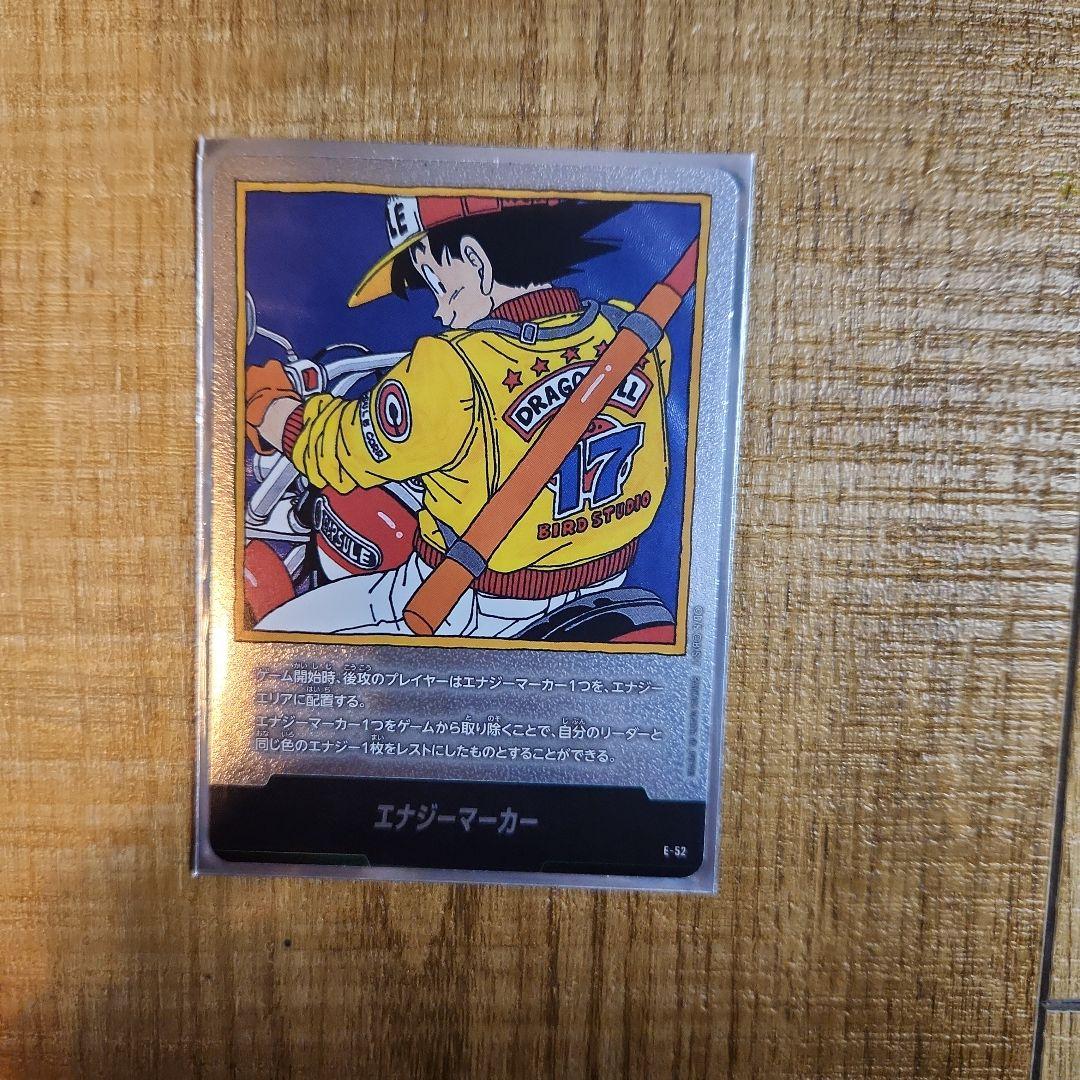 LE
DRAGO
17
BIRD STUDIO
C
CAPSULE
ゲーム開始時、後攻のプレイヤーはエナジーマーカー1つを、エナジー
エリアに配置する。
エナジーマーカー1つをゲームから取り除くことで、自分のリーダーと
同じ色のエナジー1枚をレストにしたものとすることができる。
エナジーマーカー
E-52